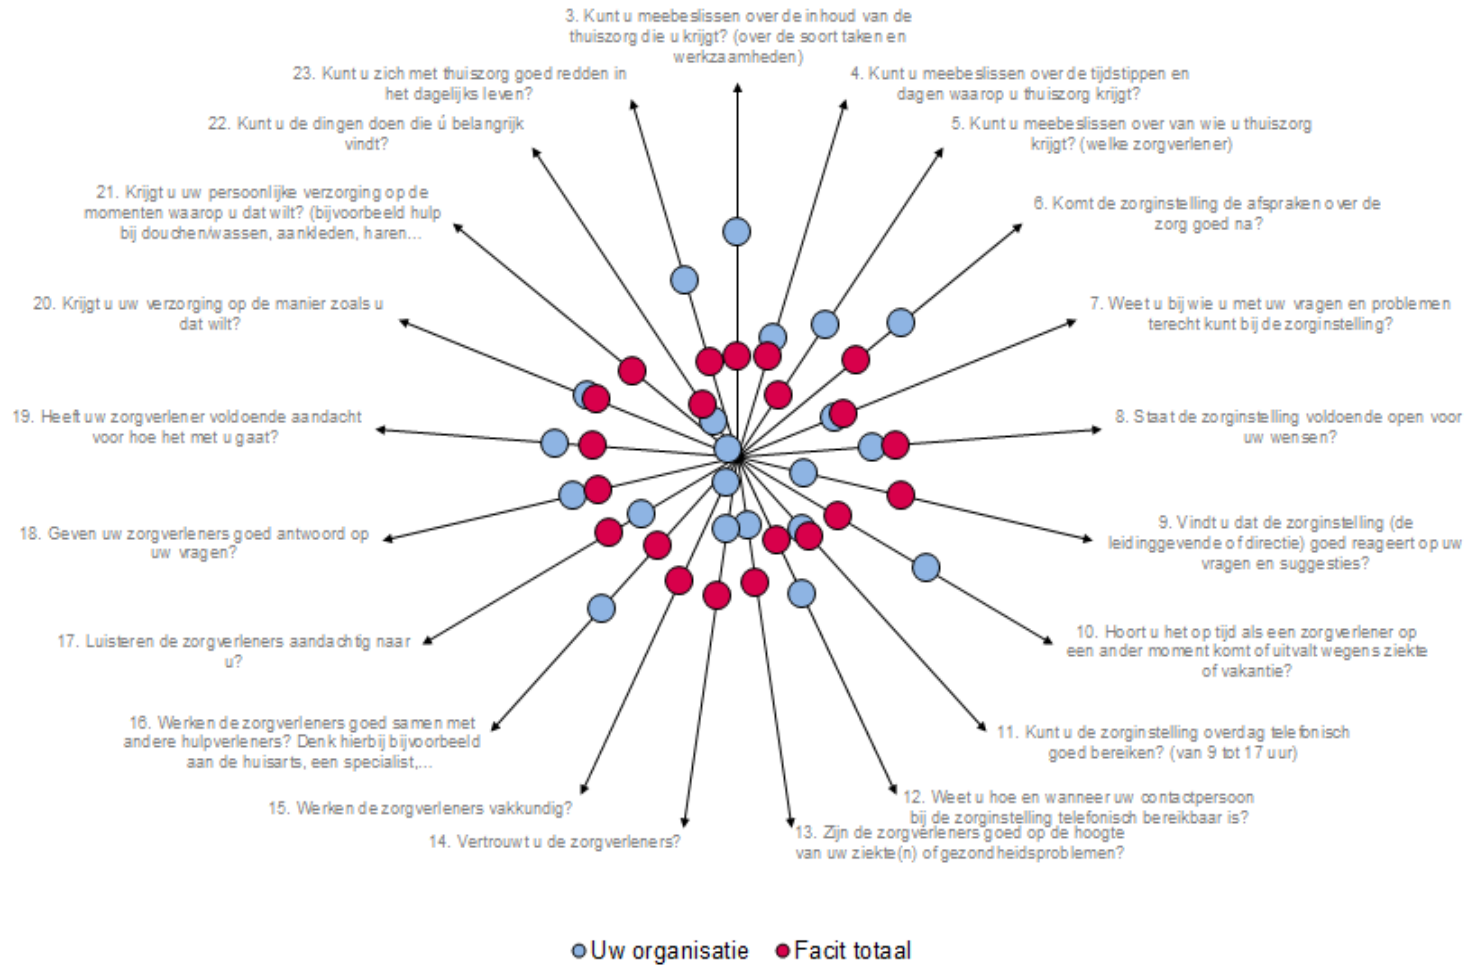 3. Kunt u meebeslissen over de inhoud van de
thuiszorg die u krijgt? (over de soort taken en
werkzaamheden)
4. Kunt u meebeslissen over de tijdstippen en
dagen waarop u thuiszorg krijgt?
5. Kunt u meebeslissen over van wie u thuiszorg
krijgt? (welke zorgverlener)
6. Komt de zorginstelling de afspraken over de
zorg goed na?
7. Weet u bij wie u met uw vragen en problemen
terecht kunt bij de zorginstelling?
8. Staat de zorginstelling voldoende open voor
uw wensen?
9. Vindt u dat de zorginstelling (de
leidinggevende of directie) goed reageert op uw
vragen en suggesties?
10. Hoort u het op tijd als een zorgverlener op
een ander moment komt of uitvalt wegens ziekte
of vakantie?
11. Kunt u de zorginstelling overdag telefonisch
goed bereiken? (van 9 tot 17 uur)
12. Weet u hoe en wanneer uw contactpersoon
bij de zorginstelling telefonisch bereikbaar is?
13. Zijn de zorgverleners goed op de hoogte
van uw ziekte(n) of gezondheidsproblemen?
14. Vertrouwt u de zorgverleners?
15. Werken de zorgverleners vakkundig?
16. Werken de zorgverleners goed samen met
andere hulpverleners? Denk hierbij bijvoorbeeld
aan de huisarts, een specialist,...
17. Luisteren de zorgverleners aandachtig naar
u?
18. Geven uw zorgverleners goed antwoord op
uw vragen?
19. Heeft uw zorgverlener voldoende aandacht
voor hoe het met u gaat?
20. Krijgt u uw verzorging op de manier zoals u
dat wilt?
21. Krijgt u uw persoonlijke verzorging op de
momenten waarop u dat wilt? (bijvoorbeeld hulp
bij douchen/wassen, aankleden, haren...
22. Kunt u de dingen doen die ú belangrijk
vindt?
23. Kunt u zich met thuiszorg goed redden in
het dagelijks leven?
Uw organisatie
Facit totaal